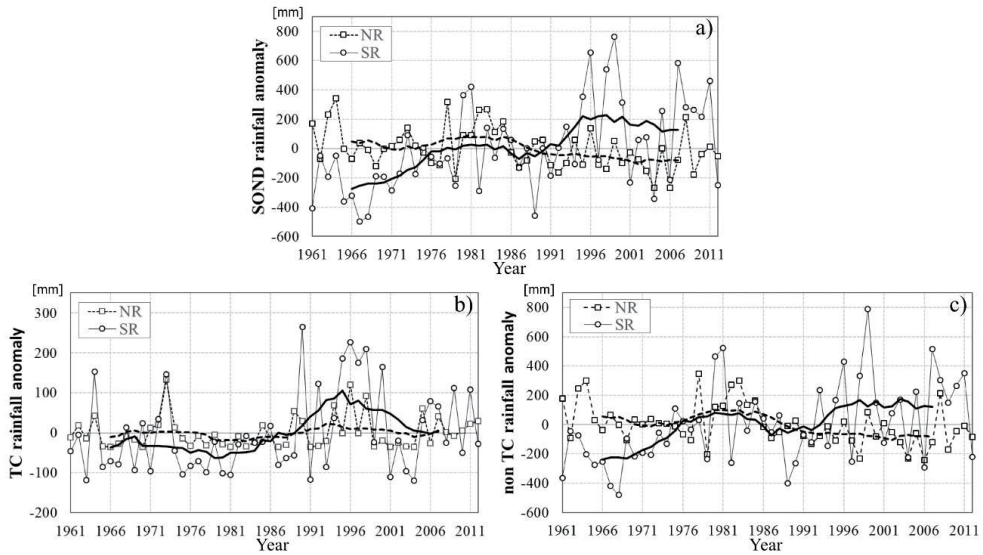 [mm]
a)
NR
SR
800
600
400
200
0
-200
-400
-600
SOND rainfall anomaly
1961 1966 1971 1976 1981 1986 1991 1996 2001 2006 2011
Year
[mm]
b)
NR
SR
300
200
100
0
-100
-200
TC rainfall anomaly
1961 1966 1971 1976 1981 1986 1991 1996 2001 2006 2011
Year
[mm]
c)
NR
SR
800
600
400
200
0
-200
-400
-600
non TC rainfall anomaly
1961 1966 1971 1976 1981 1986 1991 1996 2001 2006 2011
Year